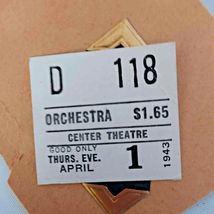 D 118
ORCHESTRA $1.65
CENTER THEATRE
GOOD ONLY
THURS. EVE. 1 1943
APRIL